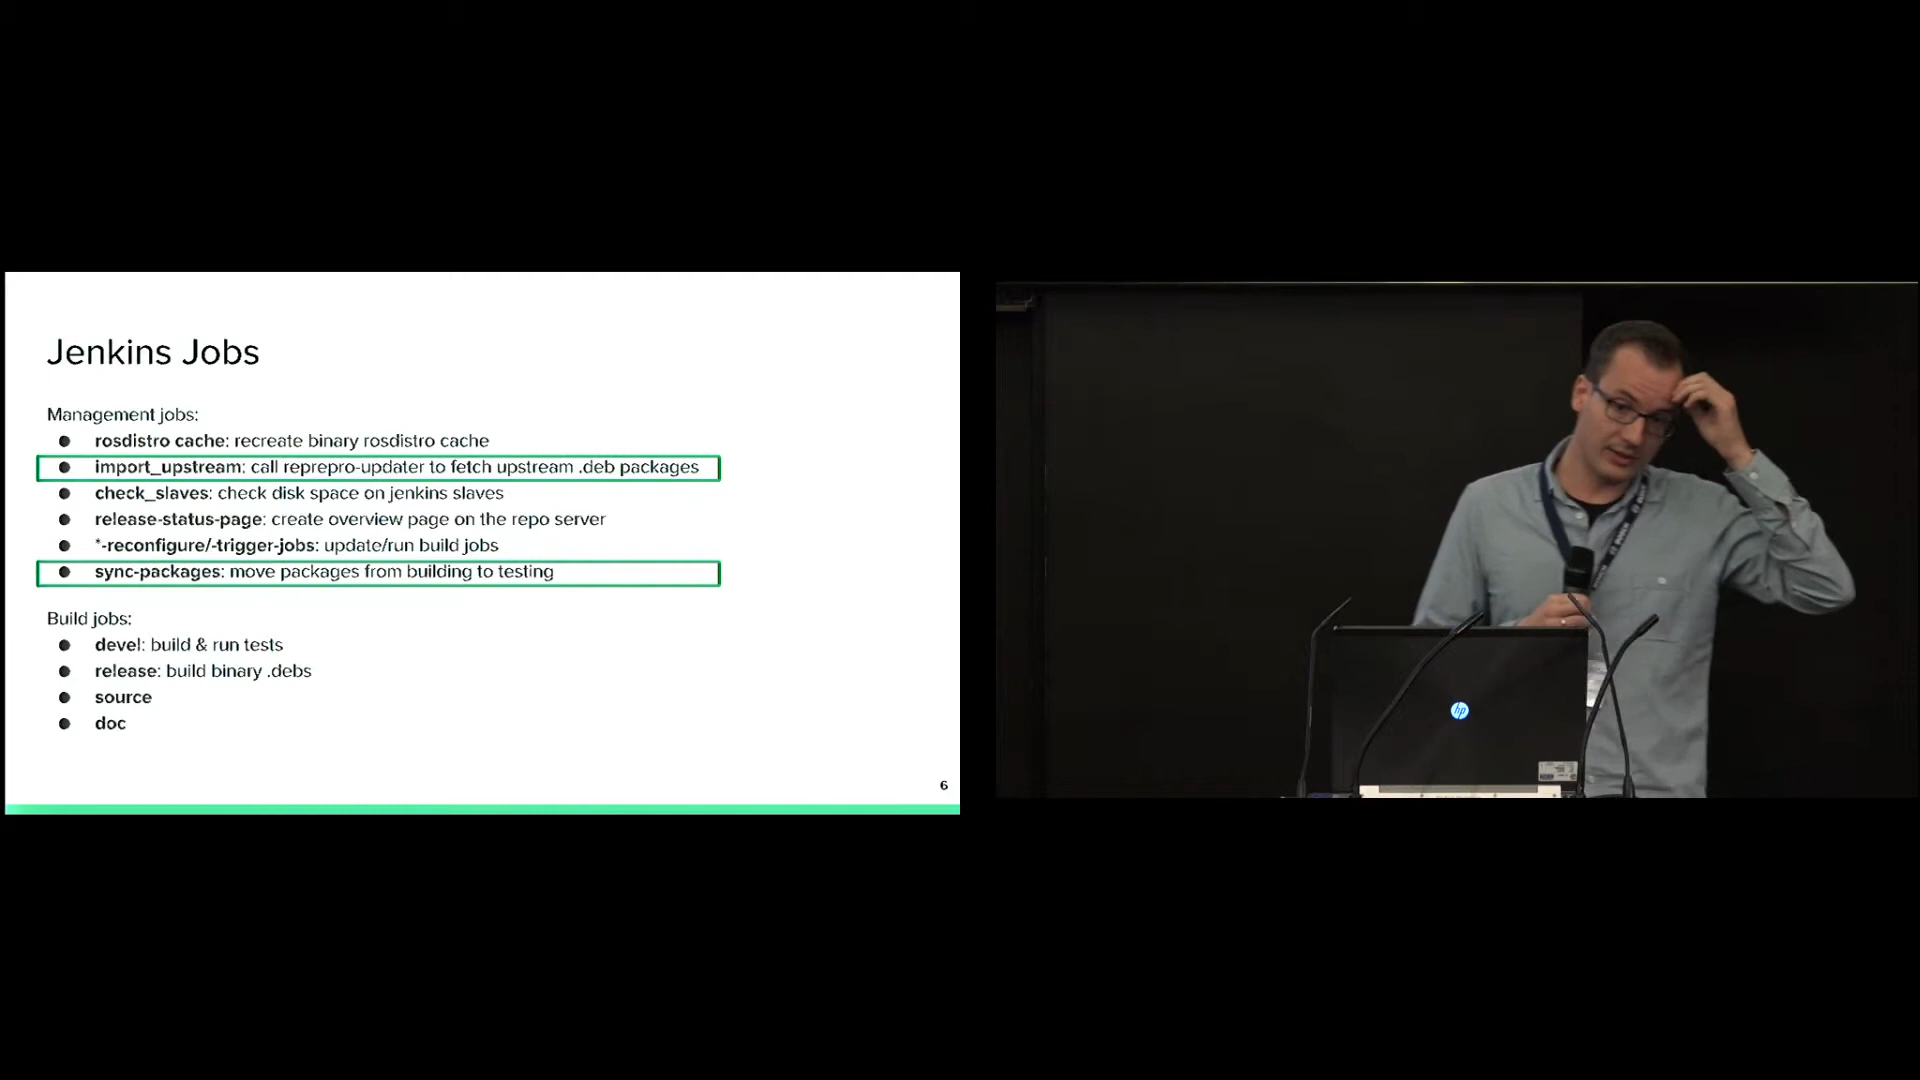 Jenkins Jobs
Management jobs:
● rosdistro cache: recreate binary rosdistro cache
● import_upstream: call reprepro-updater to fetch upstream .deb packages
● check_slaves: check disk space on jenkins slaves
● release-status-page: create overview page on the repo server
● *-reconfigure/-trigger-jobs: update/run build jobs
● sync-packages: move packages from building to testing
Build jobs:
● devel: build & run tests
● release: build binary .debs
● source
● doc
6
hp